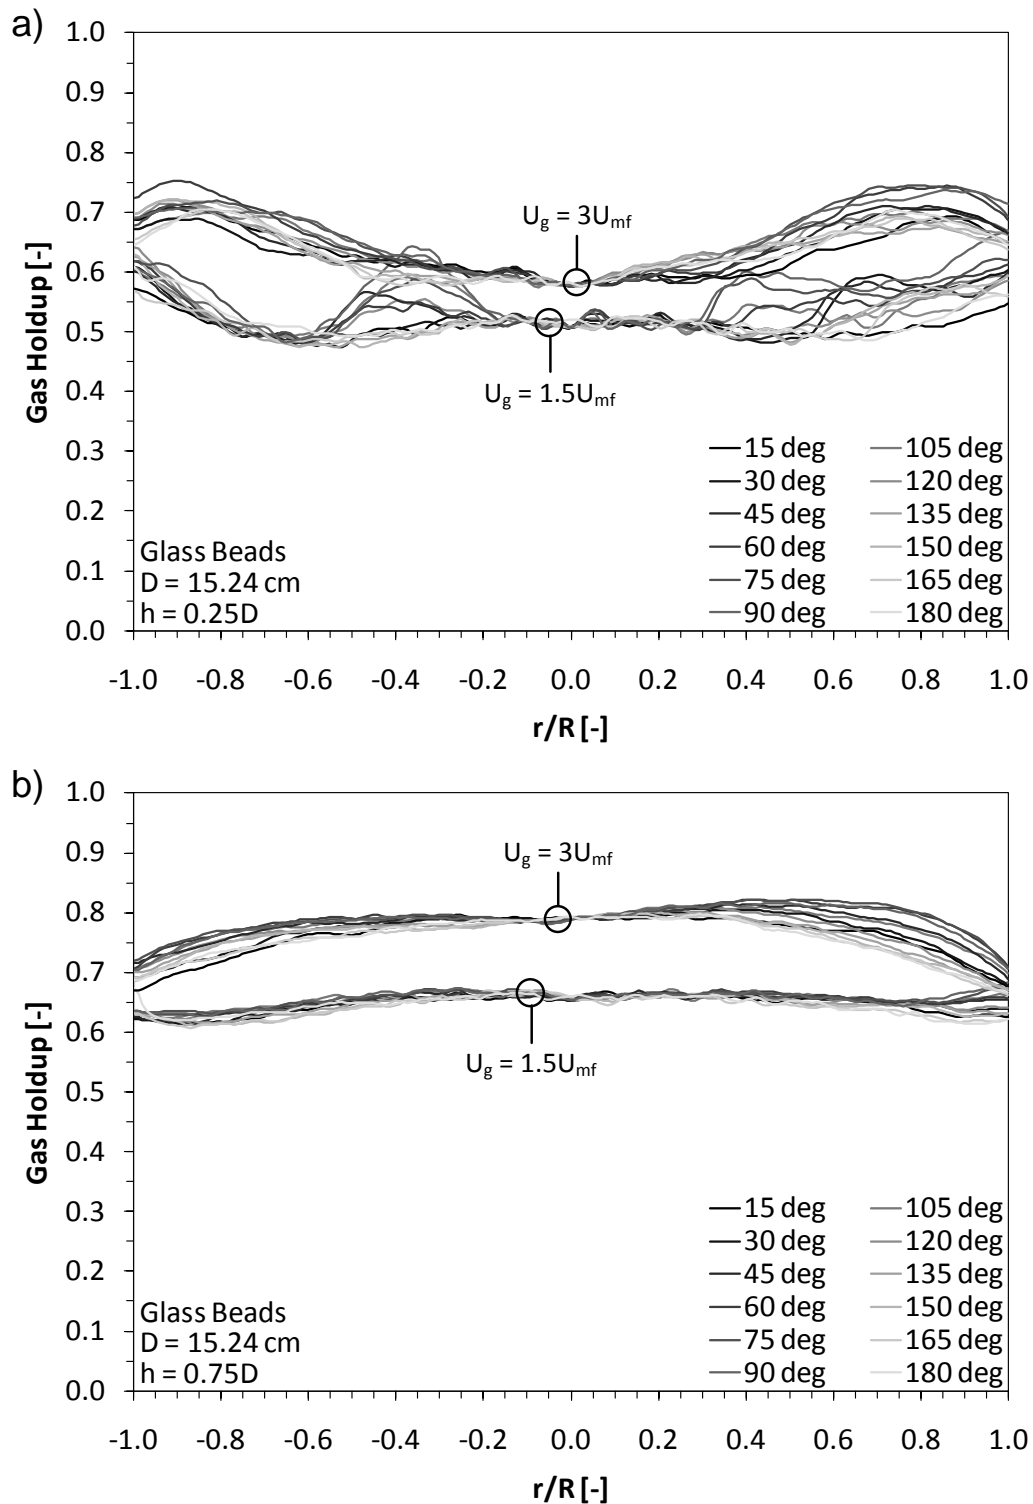 a)
1.0
0.9
0.8
0.7
0.6
0.5
0.4
0.3
0.2
0.1
0.0
Gas Holdup [-]
U_g = 3U_mf
U_g = 1.5U_mf
15 deg 105 deg
30 deg 120 deg
45 deg 135 deg
60 deg 150 deg
75 deg 165 deg
90 deg 180 deg
Glass Beads
D = 15.24 cm
h = 0.25D
-1.0 -0.8 -0.6 -0.4 -0.2 0.0 0.2 0.4 0.6 0.8 1.0
r/R [-]
b)
1.0
0.9
0.8
0.7
0.6
0.5
0.4
0.3
0.2
0.1
0.0
Gas Holdup [-]
U_g = 3U_mf
U_g = 1.5U_mf
15 deg 105 deg
30 deg 120 deg
45 deg 135 deg
60 deg 150 deg
75 deg 165 deg
90 deg 180 deg
Glass Beads
D = 15.24 cm
h = 0.75D
-1.0 -0.8 -0.6 -0.4 -0.2 0.0 0.2 0.4 0.6 0.8 1.0
r/R [-]